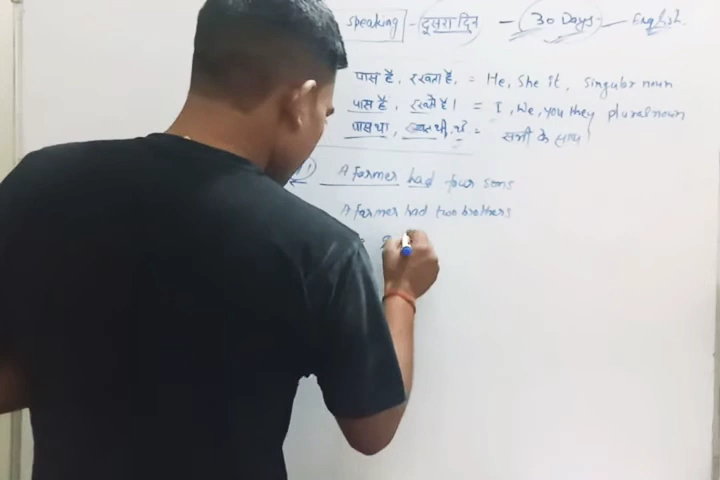 speaking - दूसरा दिन - 30 Days - English.
पास है, रखता है, = He, She It, Singular noun
पास है, रखते है। = I, We, You they plural noun
पास था, थी, थे = सभी के साथ।
A farmer had four sons
A farmer had two brothers